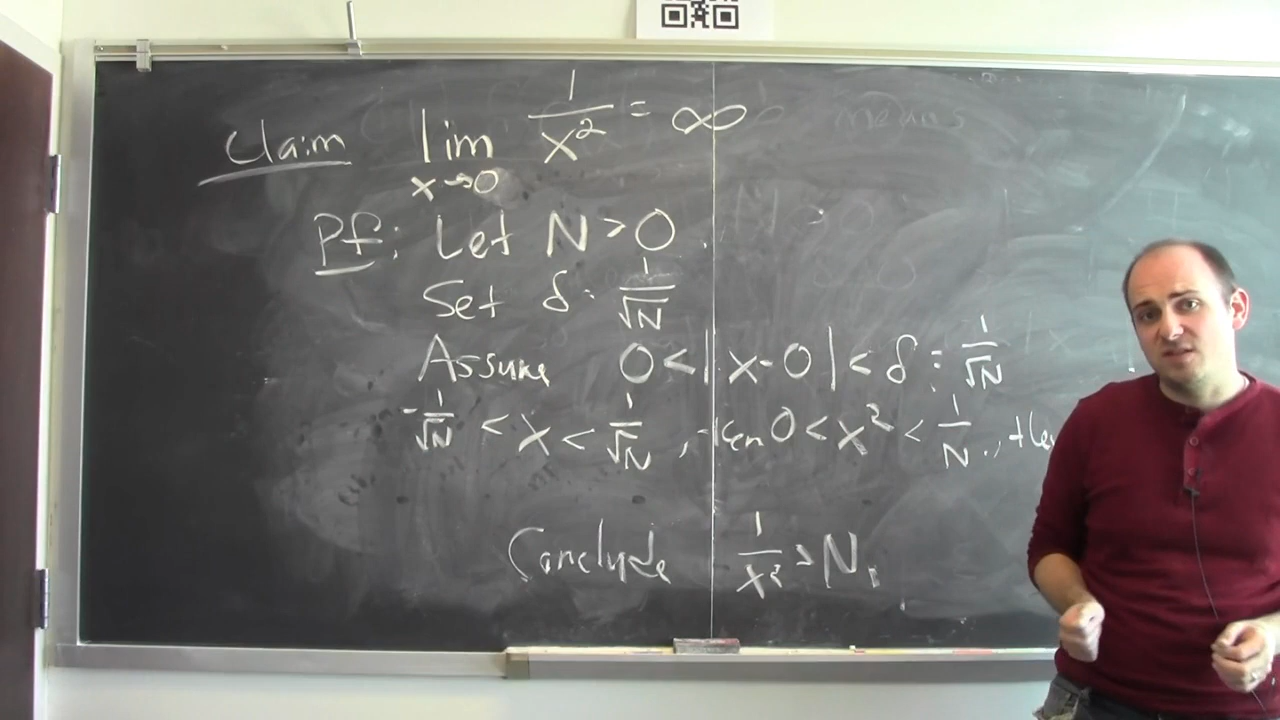 Claim lim x→0 1/x² = ∞
Pf: Let N > 0.
Set δ = 1/√N
Assume 0 < |x-0| < δ = 1/√N
-1/√N < x < 1/√N, then 0 < x² < 1/N, then
Conclude 1/x² > N.